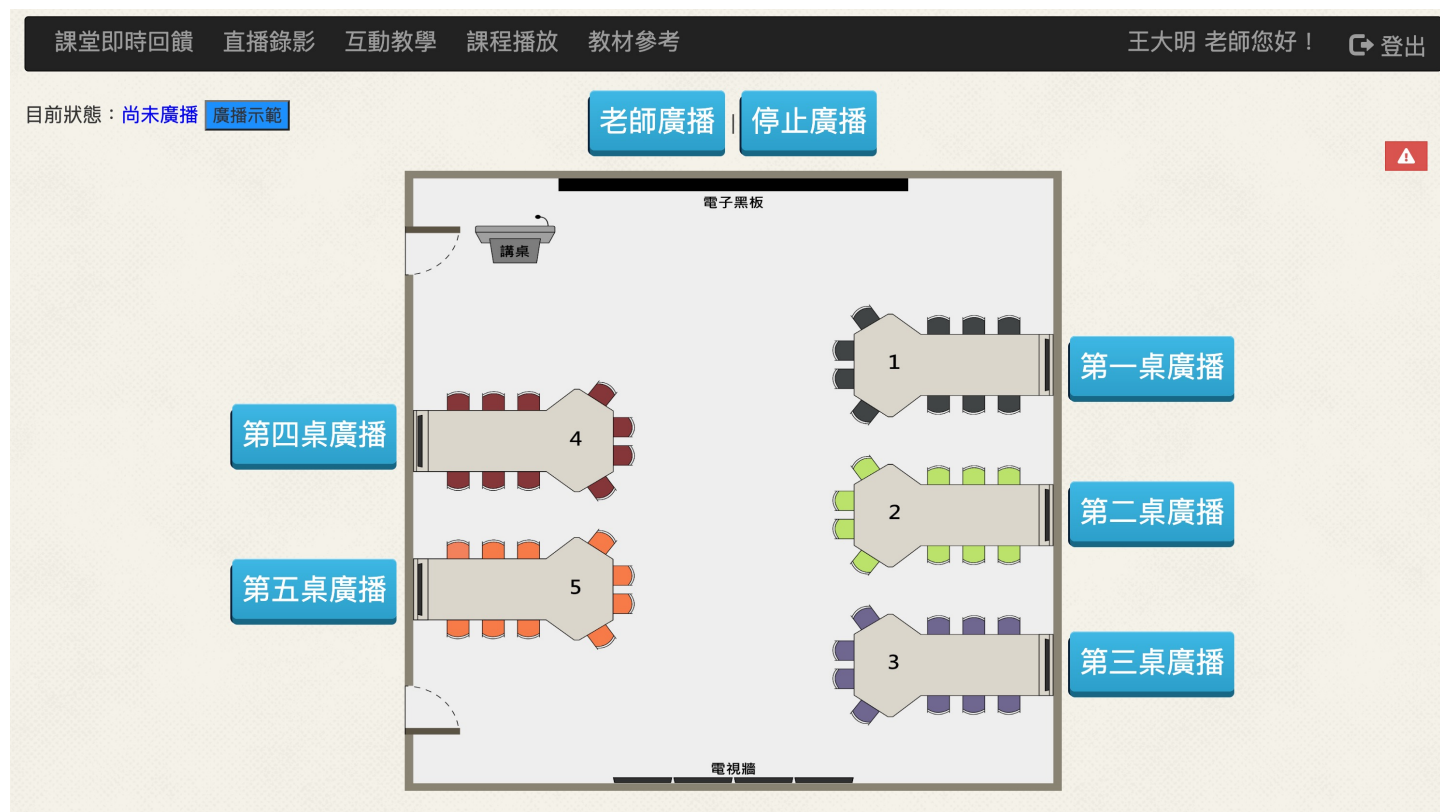 課堂即時回饋 直播錄影 互動教學 課程播放 教材參考 王大明 老師您好！ 登出
目前狀態：尚未廣播 廣播示範
老師廣播 | 停止廣播
電子黑板
講桌
1
第一桌廣播
第四桌廣播
4
2
第二桌廣播
第五桌廣播
5
3
第三桌廣播
電視牆